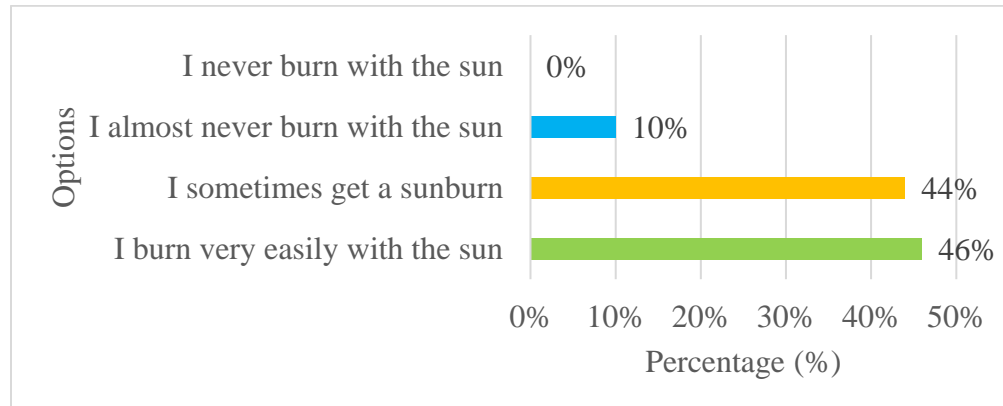 Options
I never burn with the sun 0%
I almost never burn with the sun 10%
I sometimes get a sunburn 44%
I burn very easily with the sun 46%
0% 10% 20% 30% 40% 50%
Percentage (%)